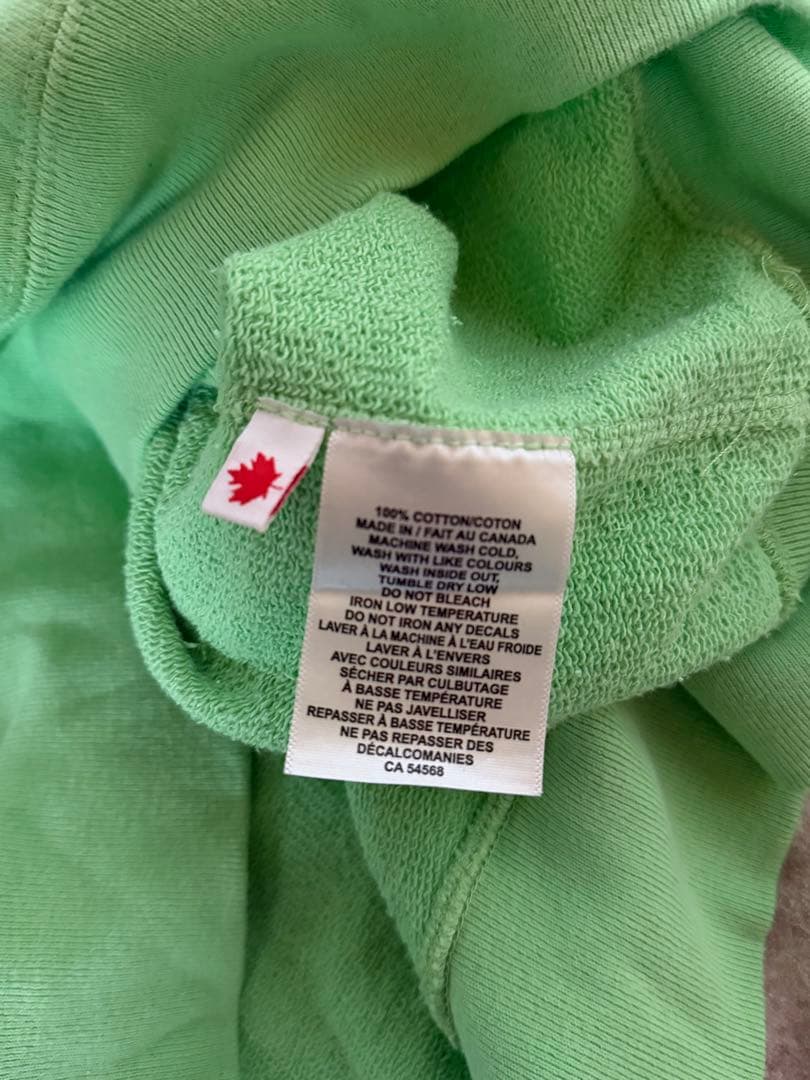 100% COTTON/COTON
MADE IN / FAIT AU CANADA
MACHINE WASH COLD,
WASH WITH LIKE COLOURS
WASH INSIDE OUT,
TUMBLE DRY LOW
DO NOT BLEACH
IRON LOW TEMPERATURE
DO NOT IRON ANY DECALS
LAVER À LA MACHINE À L'EAU FROIDE
LAVER À L'ENVERS
AVEC COULEURS SIMILAIRES
SÉCHER PAR CULBUTAGE
À BASSE TEMPÉRATURE
NE PAS JAVELLISER
REPASSER À BASSE TEMPÉRATURE
NE PAS REPASSER DES
DÉCALCOMANIES
CA 54568